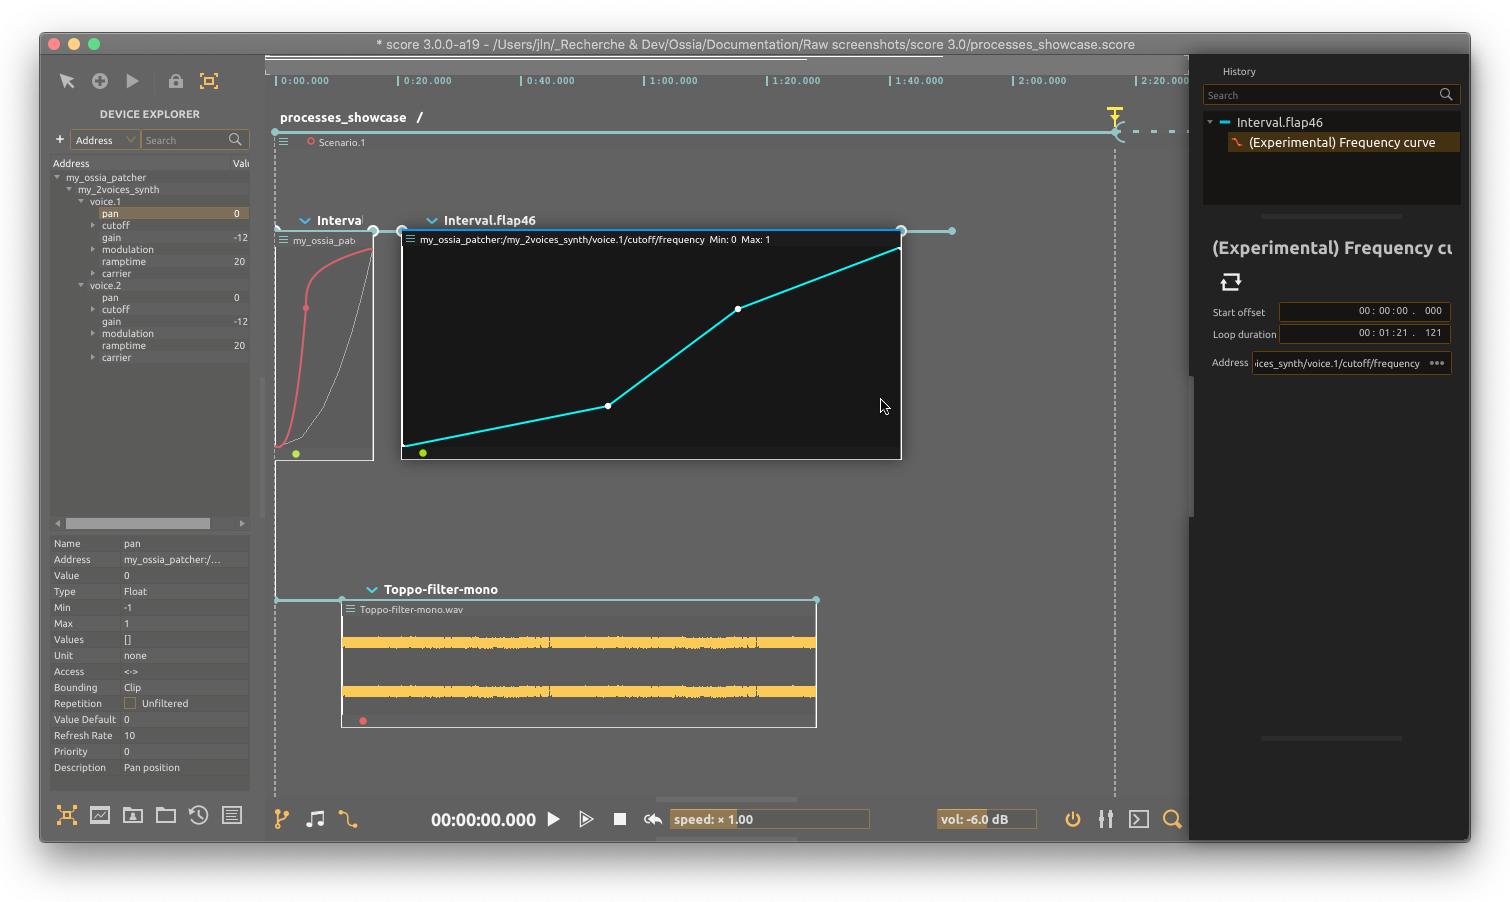 * score 3.0.0-a19 - /Users/jln/_Recherche & Dev/Ossia/Documentation/Raw screenshots/score 3.0/processes_showcase.score
DEVICE EXPLORER
+ Address Search
Address Valu
my_ossia_patcher
my_2voices_synth
voice.1
pan 0
cutoff
gain -12
modulation
ramptime 20
carrier
voice.2
pan 0
cutoff
gain -12
modulation
ramptime 20
carrier
Name pan
Address my_ossia_patcher:/...
Value 0
Type Float
Min -1
Max 1
Values []
Unit none
Access <->
Bounding Clip
Repetition Unfiltered
Value Default 0
Refresh Rate 10
Priority 0
Description Pan position
0:00.000 0:20.000 0:40.000 1:00.000 1:20.000 1:40.000 2:00.000 2:20.000
processes_showcase /
Scenario.1
Interval
my_ossia_patc
Interval.flap46
my_ossia_patcher:/my_2voices_synth/voice.1/cutoff/frequency Min: 0 Max: 1
Toppo-filter-mono
Toppo-filter-mono.wav
00:00:00.000 speed: × 1.00 vol: -6.0 dB
History
Search
Interval.flap46
(Experimental) Frequency curve
(Experimental) Frequency cu
Start offset 00: 00: 00 . 000
Loop duration 00: 01: 21 . 121
Address oices_synth/voice.1/cutoff/frequency